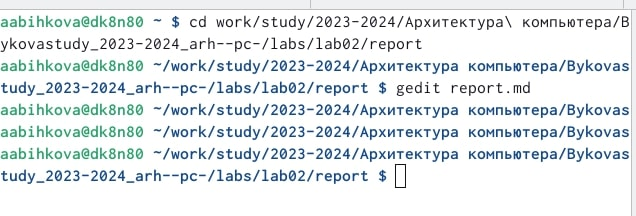 aabihkova@dk8n80 ~ $ cd work/study/2023-2024/Архитектура\ компьютера/B
ykovastudy_2023-2024_arh--pc-/labs/lab02/report
aabihkova@dk8n80 ~/work/study/2023-2024/Архитектура компьютера/Bykovas
tudy_2023-2024_arh--pc-/labs/lab02/report $ gedit report.md
aabihkova@dk8n80 ~/work/study/2023-2024/Архитектура компьютера/Bykovas
aabihkova@dk8n80 ~/work/study/2023-2024/Архитектура компьютера/Bykovas
aabihkova@dk8n80 ~/work/study/2023-2024/Архитектура компьютера/Bykovas
tudy_2023-2024_arh--pc-/labs/lab02/report $